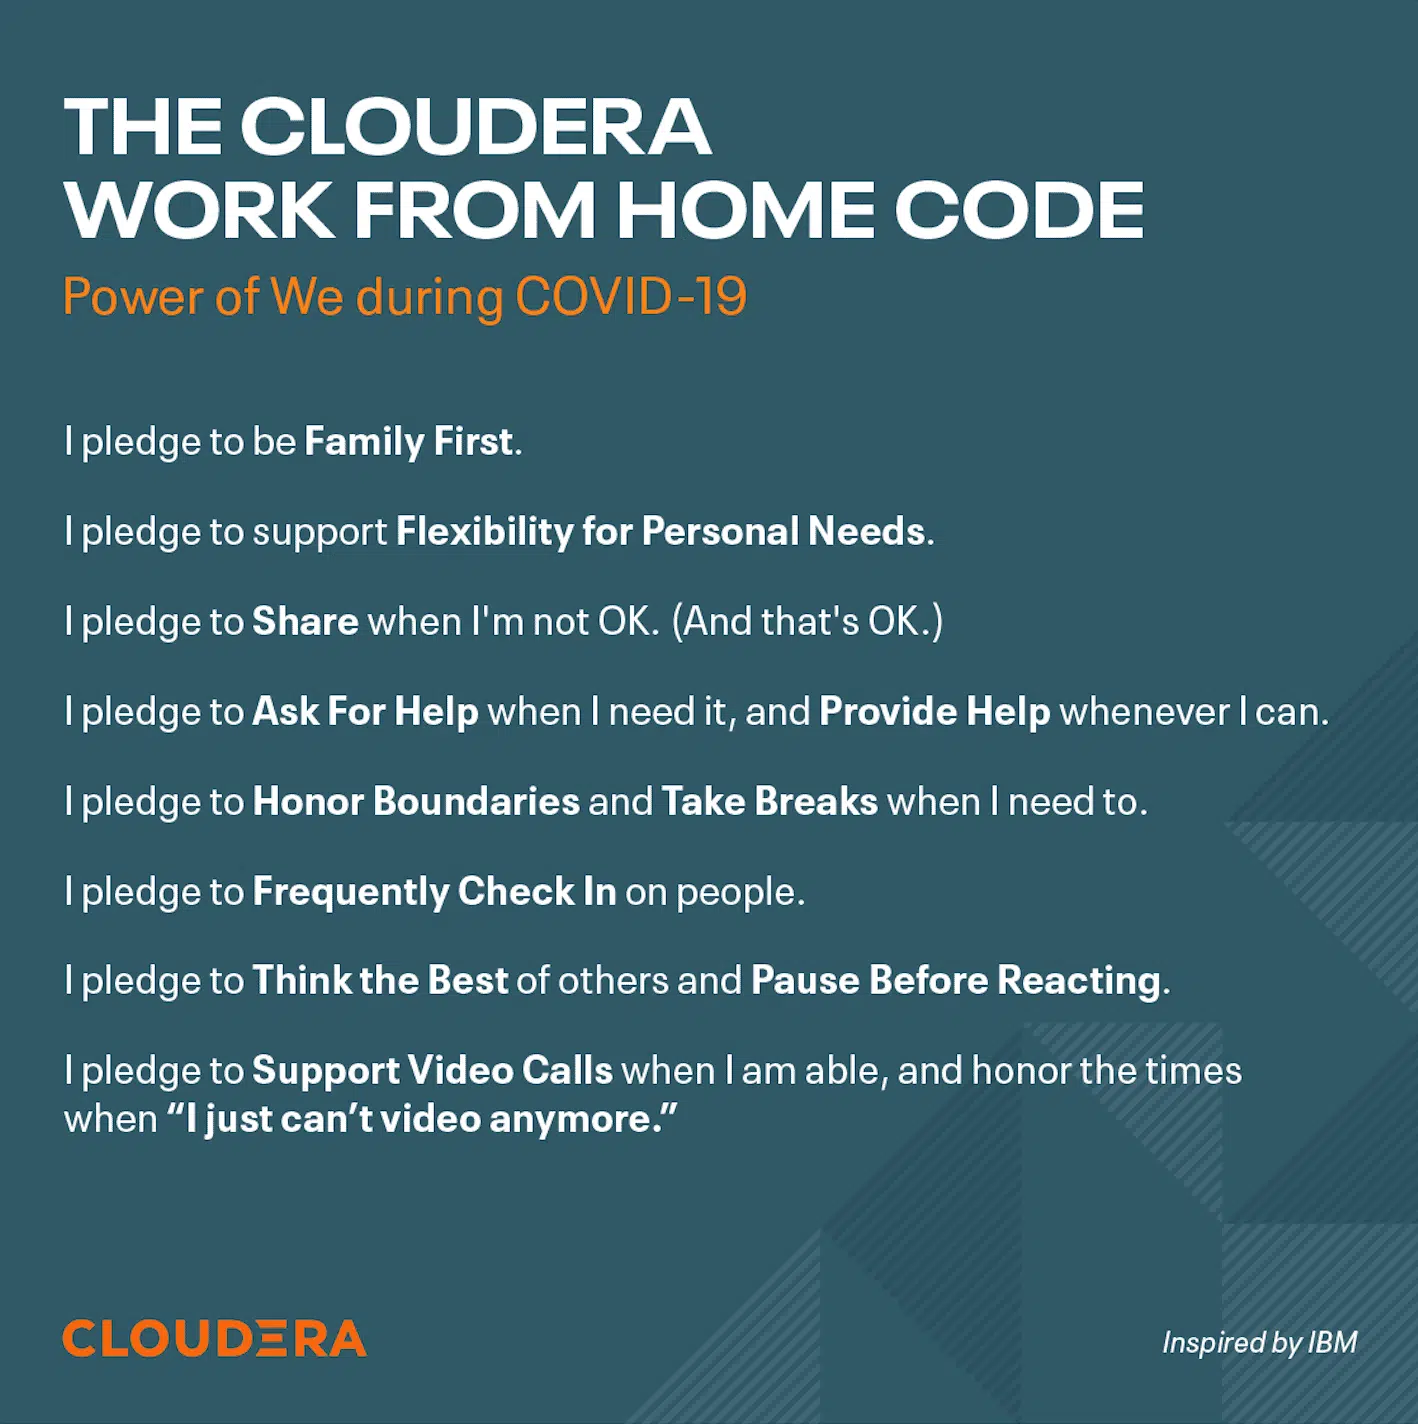 THE CLOUDERA
WORK FROM HOME CODE
Power of We during COVID-19
I pledge to be Family First.
I pledge to support Flexibility for Personal Needs.
I pledge to Share when I'm not OK. (And that's OK.)
I pledge to Ask For Help when I need it, and Provide Help whenever I can.
I pledge to Honor Boundaries and Take Breaks when I need to.
I pledge to Frequently Check In on people.
I pledge to Think the Best of others and Pause Before Reacting.
I pledge to Support Video Calls when I am able, and honor the times
when “I just can’t video anymore.”
CLOUDERA
Inspired by IBM